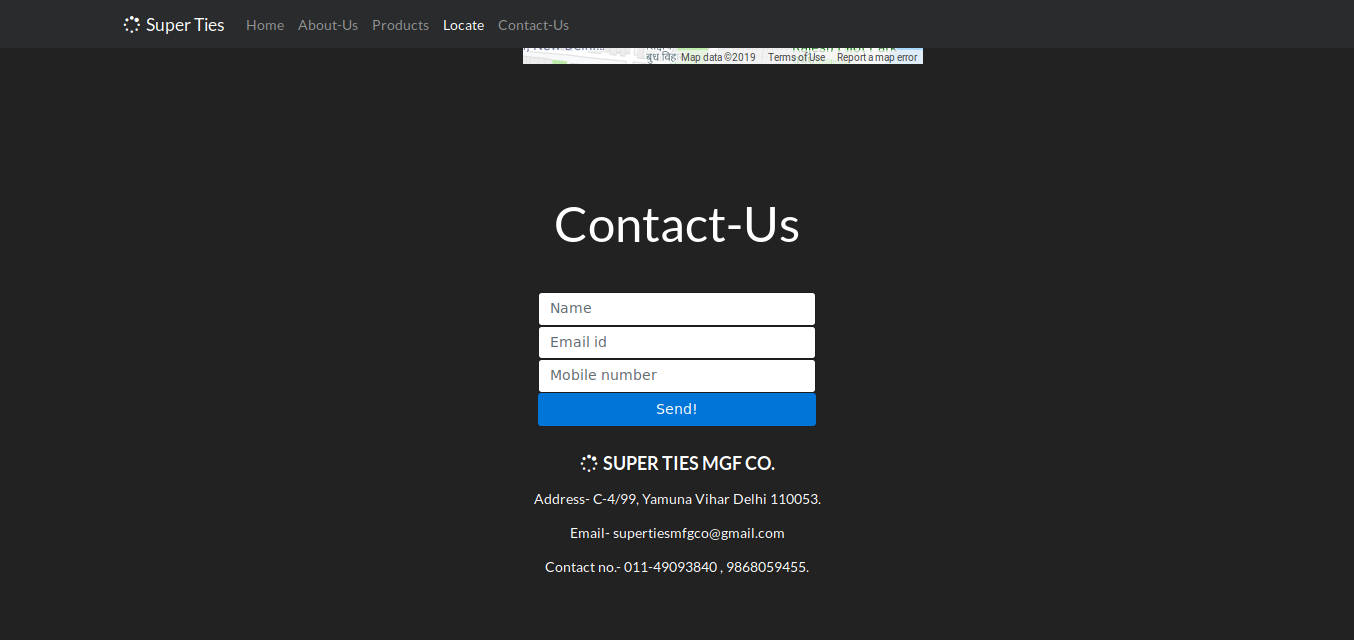 Super Ties Home About-Us Products Locate Contact-Us
New Delhi...
बुध विहा Map data ©2019 Terms of Use Report a map error
Contact-Us
Name
Email id
Mobile number
Send!
SUPER TIES MGF CO.
Address- C-4/99, Yamuna Vihar Delhi 110053.
Email- supertiesmfgco@gmail.com
Contact no.- 011-49093840 , 9868059455.